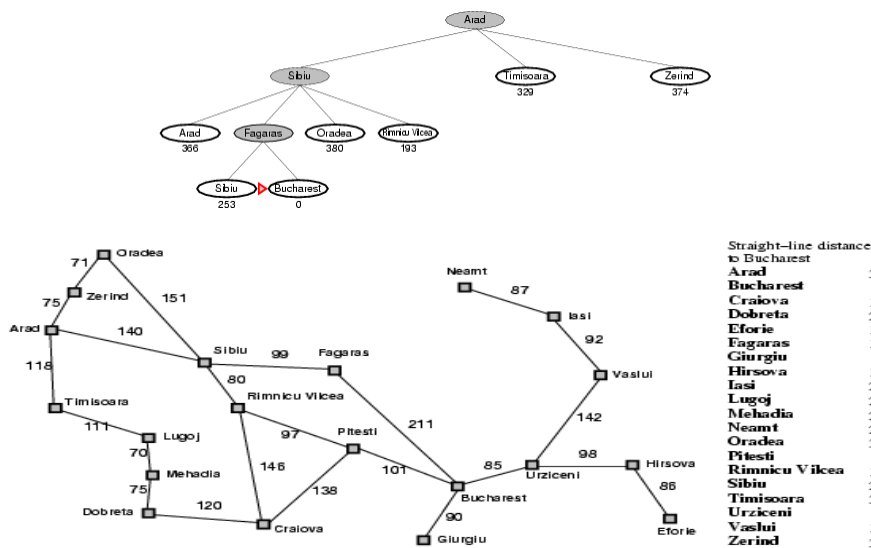 Arad
Sibiu
Timisoara
Zerind
329
374
Arad
Fagaras
Oradea
Rimnicu Vilcea
366
380
193
Sibiu
Bucharest
253
0
Straight–line distance
to Bucharest
Arad
Bucharest
Craiova
Dobreta
Eforie
Fagaras
Giurgiu
Hirsova
Iasi
Lugoj
Mehadia
Neamt
Oradea
Pitesti
Rimnicu Vilcea
Sibiu
Timisoara
Urziceni
Vaslui
Zerind
Oradea
71
Neamt
87
Zerind
151
75
Iasi
Arad
140
92
Sibiu
99
Fagaras
118
80
Vaslui
Timisoara
Rimnicu Vilcea
111
211
142
Lugoj
97
Pitesti
70
98
Hirsova
146
101
85
Mehadia
Urziceni
75
138
86
120
Bucharest
Dobreta
90
Craiova
Eforie
Giurgiu